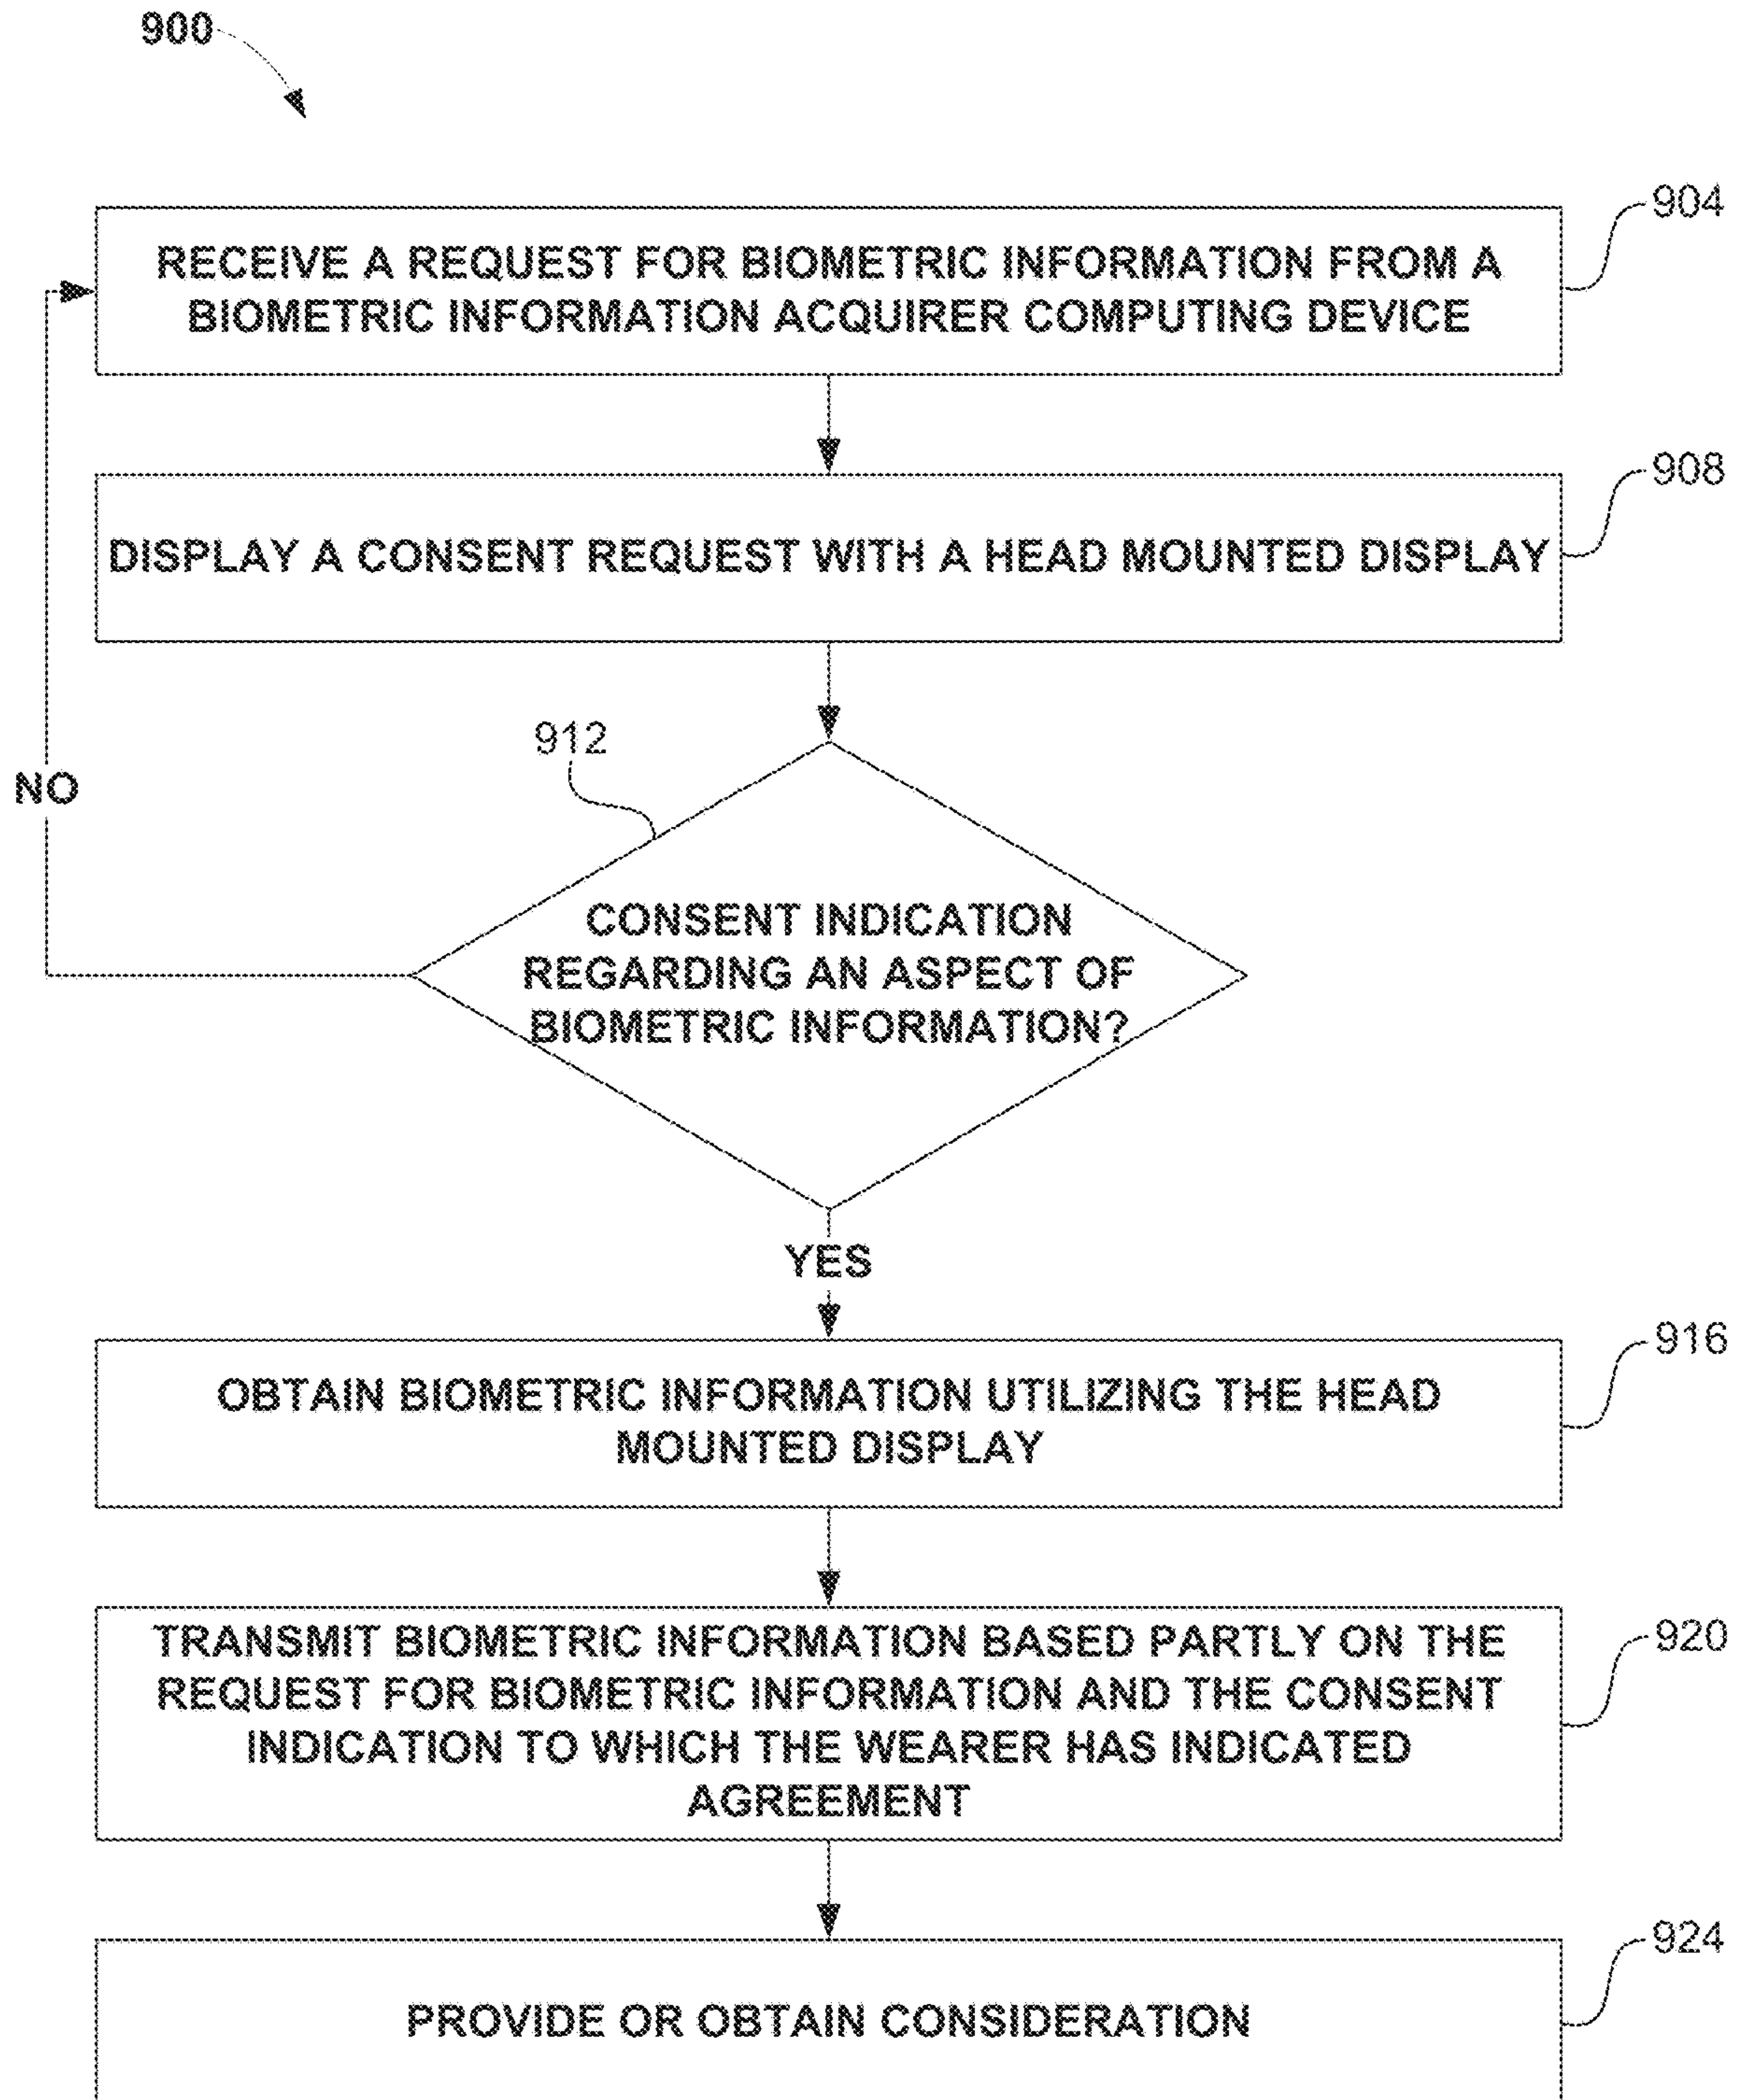 900
904
RECEIVE A REQUEST FOR BIOMETRIC INFORMATION FROM A
BIOMETRIC INFORMATION ACQUIRER COMPUTING DEVICE
908
DISPLAY A CONSENT REQUEST WITH A HEAD MOUNTED DISPLAY
912
NO
CONSENT INDICATION
REGARDING AN ASPECT OF
BIOMETRIC INFORMATION?
YES
916
OBTAIN BIOMETRIC INFORMATION UTILIZING THE HEAD
MOUNTED DISPLAY
920
TRANSMIT BIOMETRIC INFORMATION BASED PARTLY ON THE
REQUEST FOR BIOMETRIC INFORMATION AND THE CONSENT
INDICATION TO WHICH THE WEARER HAS INDICATED
AGREEMENT
924
PROVIDE OR OBTAIN CONSIDERATION